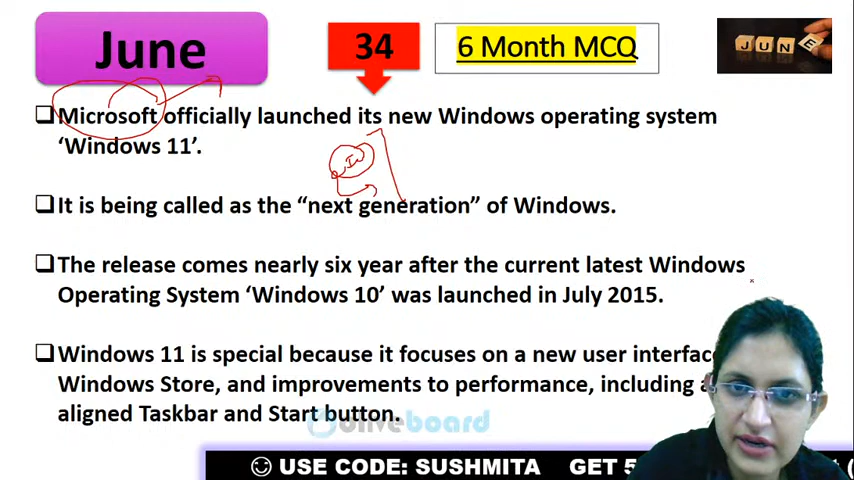 June
34
6 Month MCQ
JUNE
❑ Microsoft officially launched its new Windows operating system
‘Windows 11’.
❑ It is being called as the “next generation” of Windows.
❑ The release comes nearly six year after the current latest Windows
Operating System ‘Windows 10’ was launched in July 2015.
❑ Windows 11 is special because it focuses on a new user interface
Windows Store, and improvements to performance, including a
aligned Taskbar and Start button.
oliveboard
USE CODE: SUSHMITA GET 5